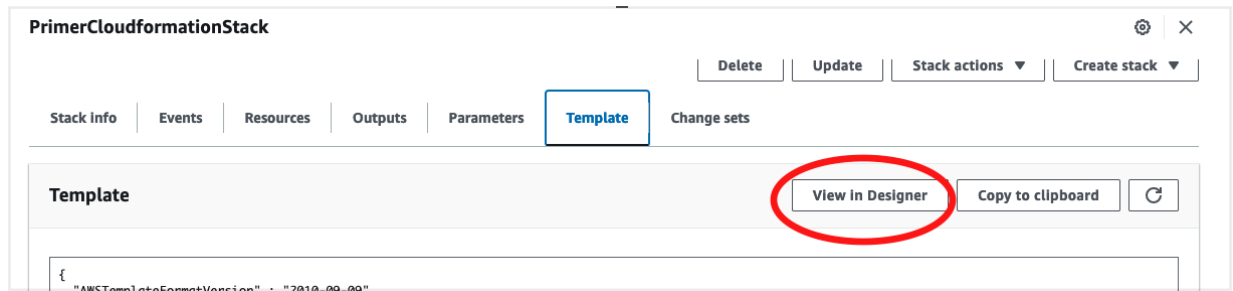 PrimerCloudformationStack
Delete Update Stack actions Create stack
Stack info Events Resources Outputs Parameters Template Change sets
Template View in Designer Copy to clipboard
{
"AWSTemplateFormatVersion" : "2010-09-09"